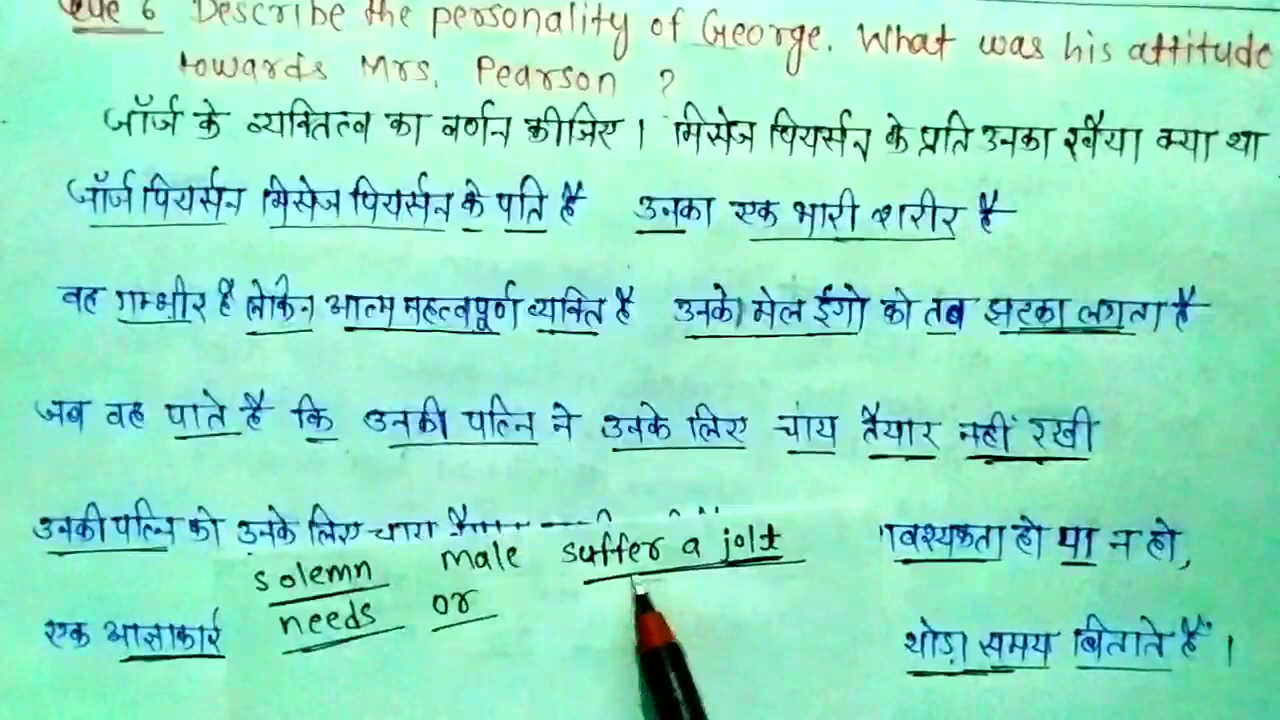 Que 6 Describe the personality of George. What was his attitude
towards Mrs. Pearson ?
जॉर्ज के व्यक्तित्व का वर्णन कीजिए । मिसेज पियर्सन के प्रति उनका रवैया क्या था
जॉर्ज पियर्सन मिसेज पियर्सन के पति है उनका एक भारी शरीर है
वह गम्भीर है लेकिन आत्म महत्वपूर्ण व्यक्ति है उनके मेल ईगो को तब झटका लगता है
जब वह पाते है कि उनकी पत्नि ने उनके लिए चाय तैयार नहीं रखी
उनकी पत्नि को उनके लिए चाय हो या न हो,
solemn male suffer a jolt
needs or
एक थोड़ा समय बिताते हैं ।